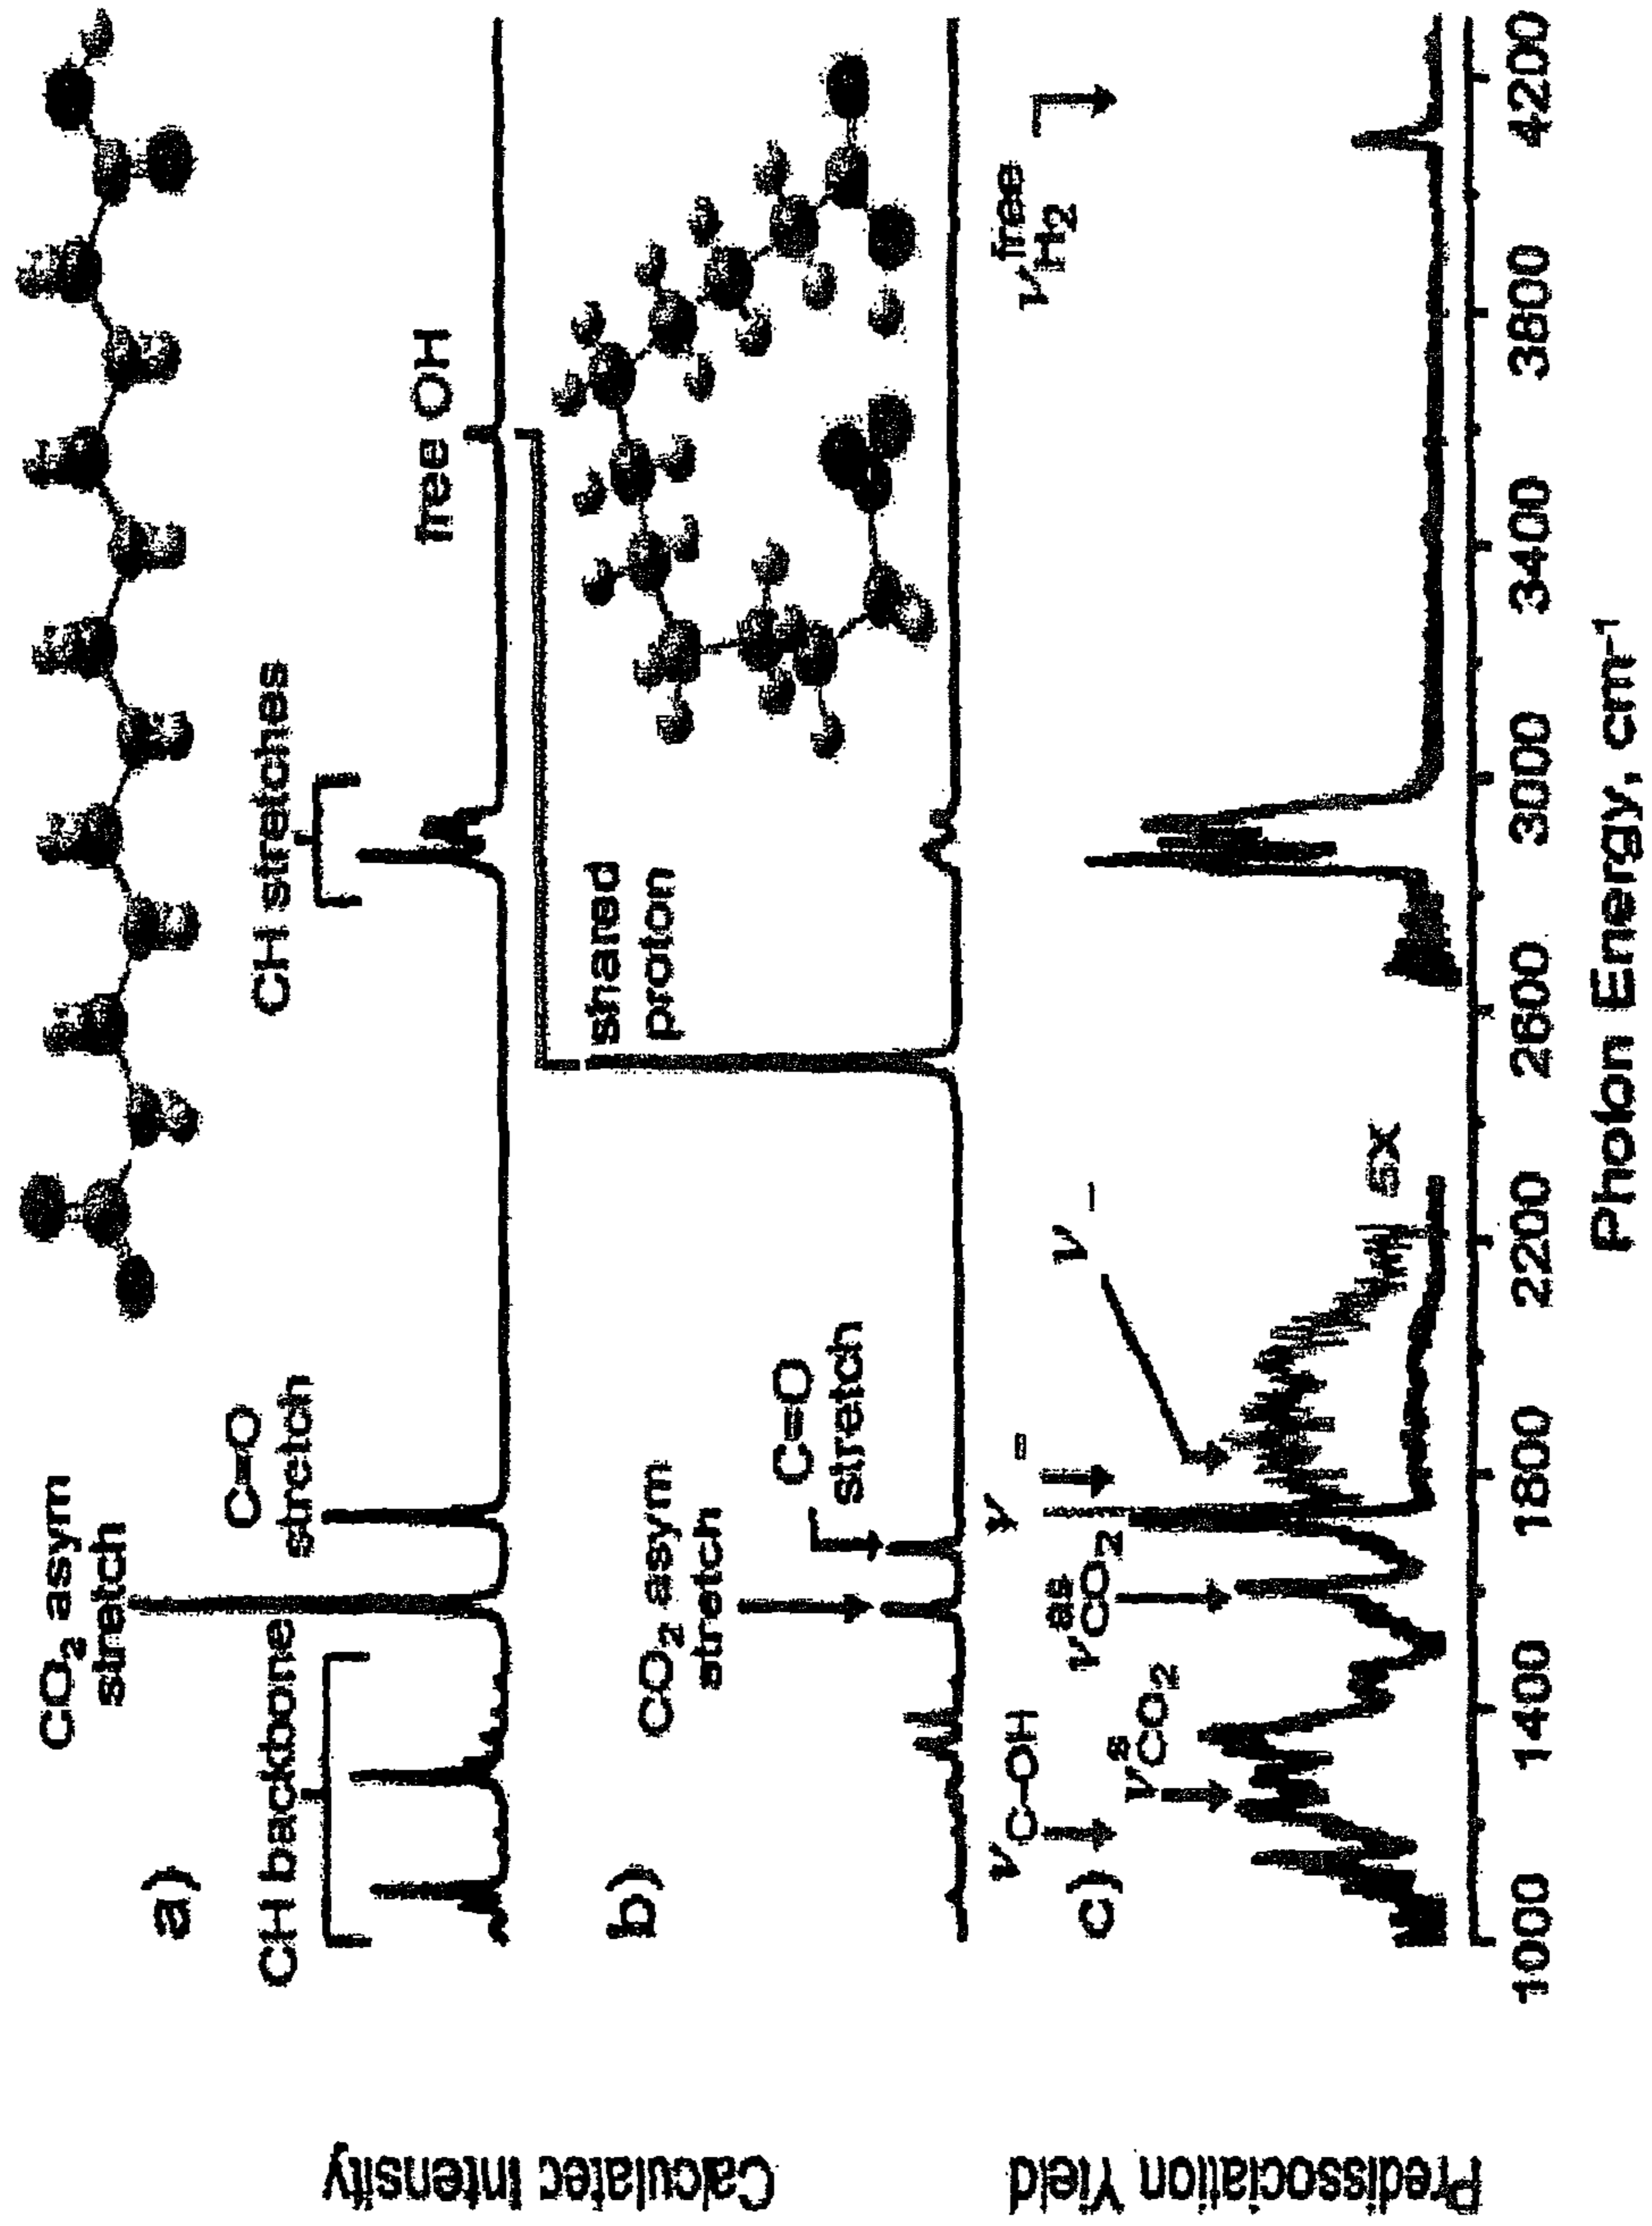 a)
CO2 asym
stretch
C=O
stretch
CH backbone
CH stretches
free OH
b)
CO2 asym
stretch
C=O
stretch
shared
proton
c)
νC–OH
νsCO2
νasCO2
ν
ν–
5X
νfreeH2
1000 1400 1800 2200 2600 3000 3400 3800 4200
Photon Energy, cm-1
Calculatec Intensity
Predissociation Yield